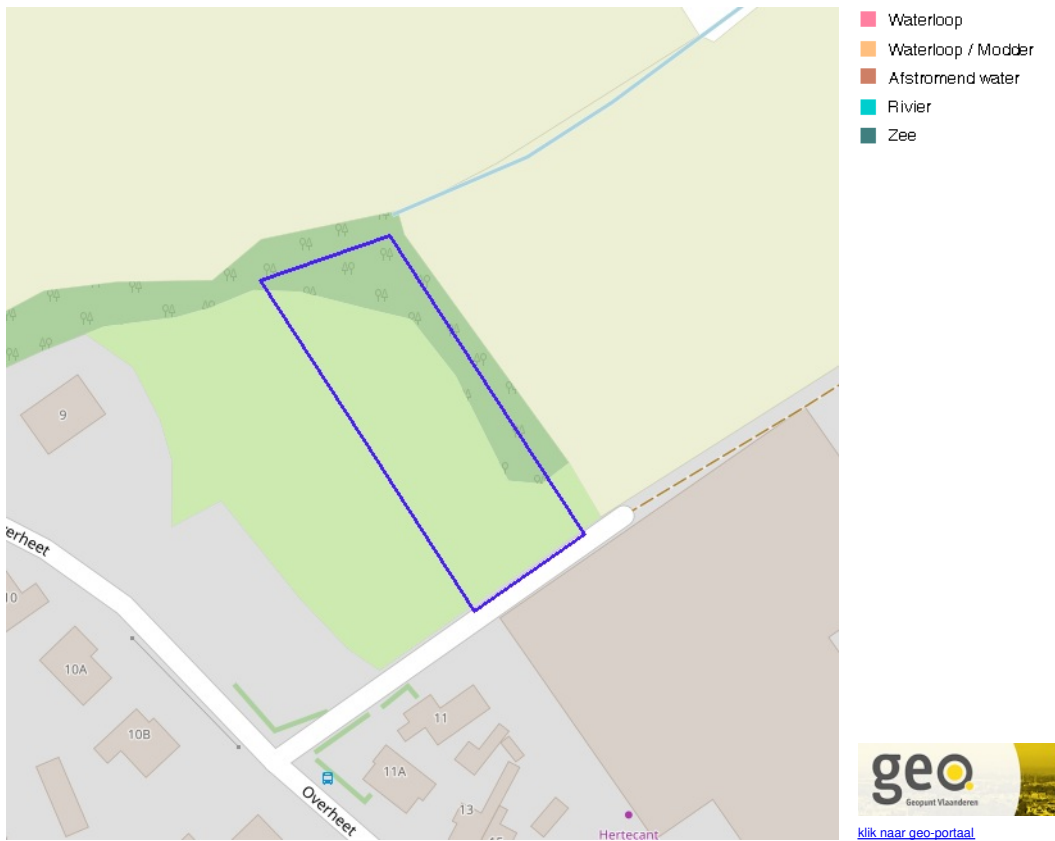 Waterloop
Waterloop / Modder
Afstromend water
Rivier
Zee
9
erheet
10
10A
10B
11
11A
13
15
Overheet
Hertecant
geo
Geopunt Vlaanderen
klik naar geo-portaal